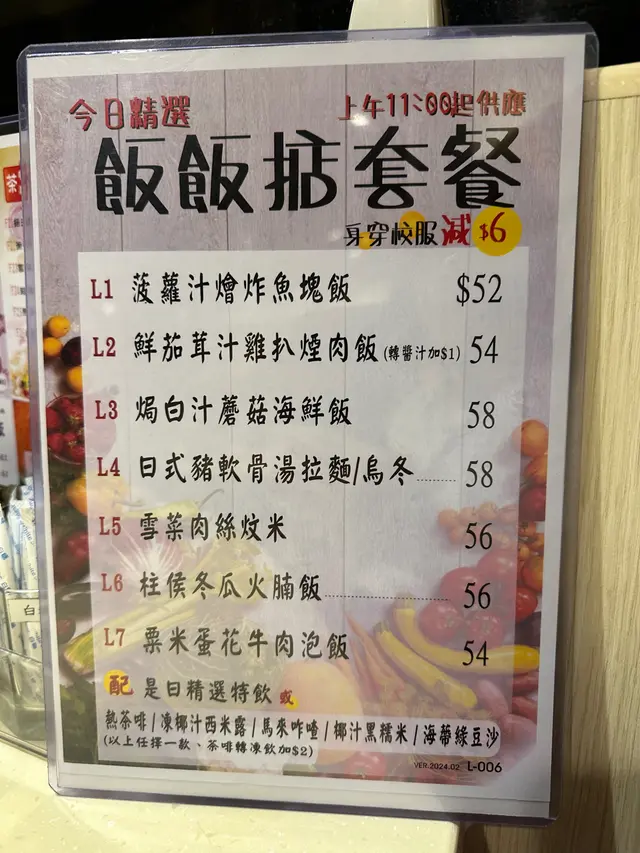 今日精選
上午11:00起供應
飯飯掂套餐
身穿校服減$6
L1 菠蘿汁燴炸魚塊飯 $52
L2 鮮茄茸汁雞扒煙肉飯(轉醬汁加$1) 54
L3 焗白汁蘑菇海鮮飯 58
L4 日式豬軟骨湯拉麵/烏冬 58
L5 雪菜肉絲炆米 56
L6 柱侯冬瓜火腩飯 56
L7 粟米蛋花牛肉泡飯 54
配 是日精選特飲 或
熱茶啡/凍椰汁西米露/馬來喳咋/椰汁黑糯米/海帶綠豆沙
(以上任擇一款、茶啡轉凍飲加$2)
VER.2024.02 L-006
茶
白